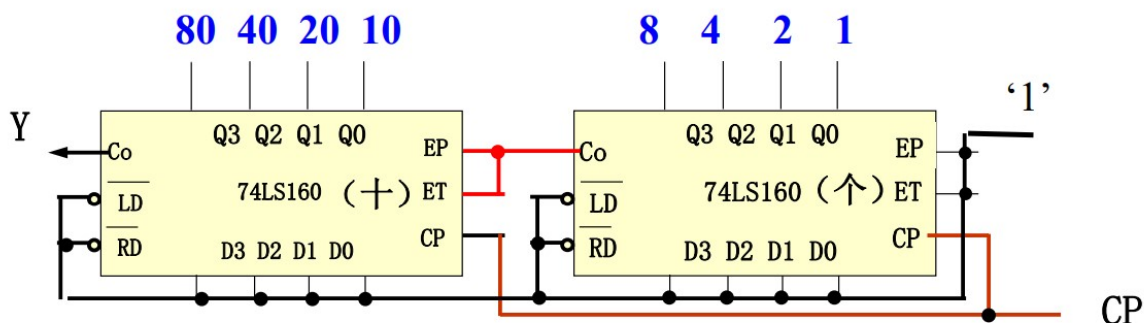 80 40 20 10 8 4 2 1
‘1’
Y
Q3 Q2 Q1 Q0 Q3 Q2 Q1 Q0
Co EP Co EP
LD 74LS160 (十) ET LD 74LS160 (个) ET
RD CP RD CP
D3 D2 D1 D0 D3 D2 D1 D0
CP